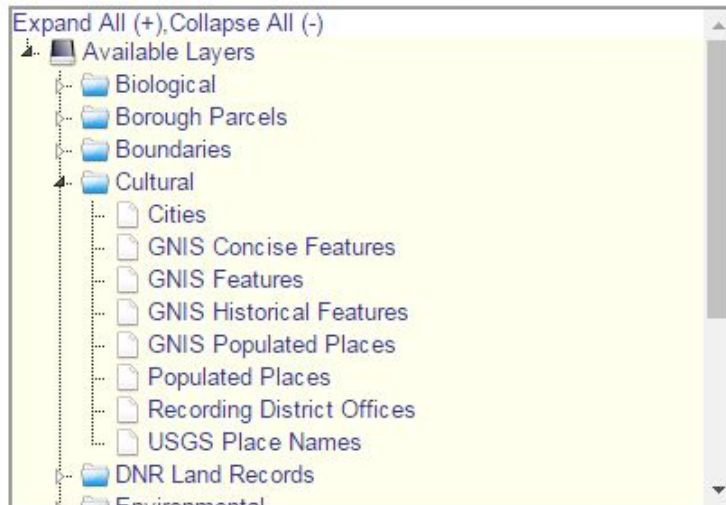 Expand All (+),Collapse All (-)
Available Layers
Biological
Borough Parcels
Boundaries
Cultural
Cities
GNIS Concise Features
GNIS Features
GNIS Historical Features
GNIS Populated Places
Populated Places
Recording District Offices
USGS Place Names
DNR Land Records
Environmental